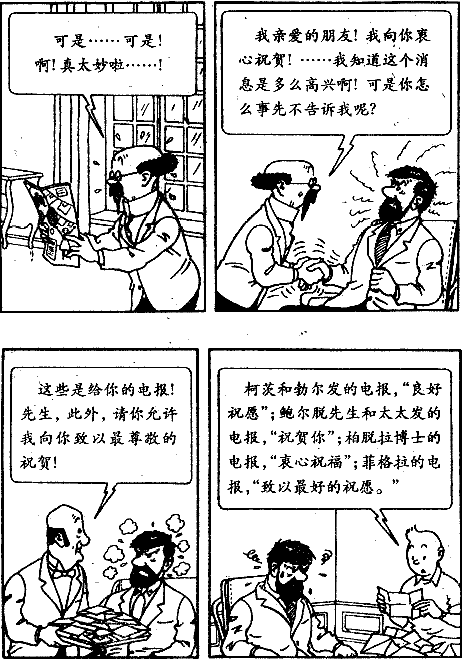 可是……可是！
啊！真太妙啦……！
我亲爱的朋友！我向你衷
心祝贺！……我知道这个消
息是多么高兴啊！可是你怎
么事先不告诉我呢？
这些是给你的电报！
先生，此外，请你允许
我向你致以最尊敬的
祝贺！
柯茨和勃尔发的电报，“良好
祝愿”；鲍尔脱先生和太太发的
电报，“祝贺你”；柏脱拉博士的
电报，“衷心祝福”；菲格拉的电
报，“致以最好的祝愿。”